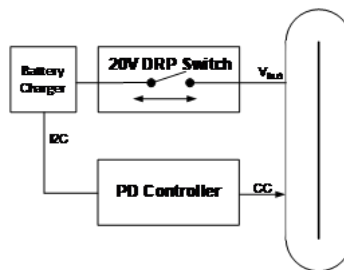 20V DRP Switch
Battery
Charger
Vbus
I2C
PD Controller
CC